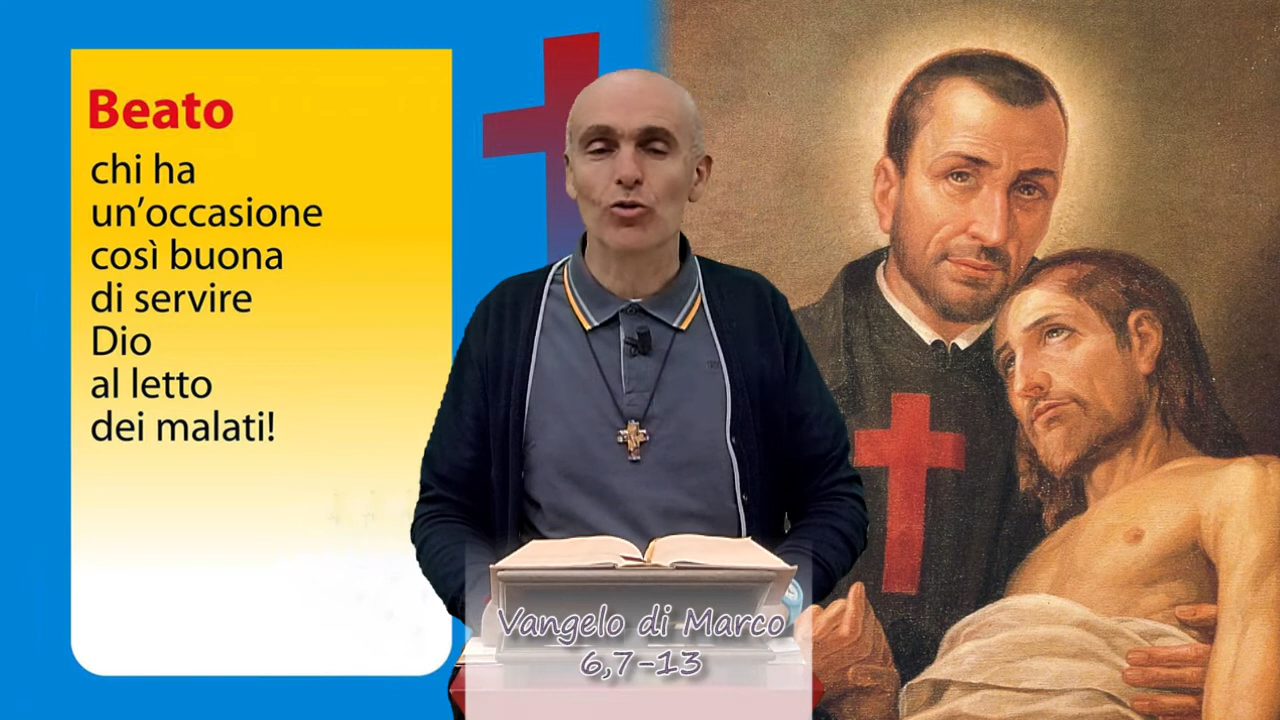 Beato
chi ha
un’occasione
così buona
di servire
Dio
al letto
dei malati!
Vangelo di Marco
6,7-13